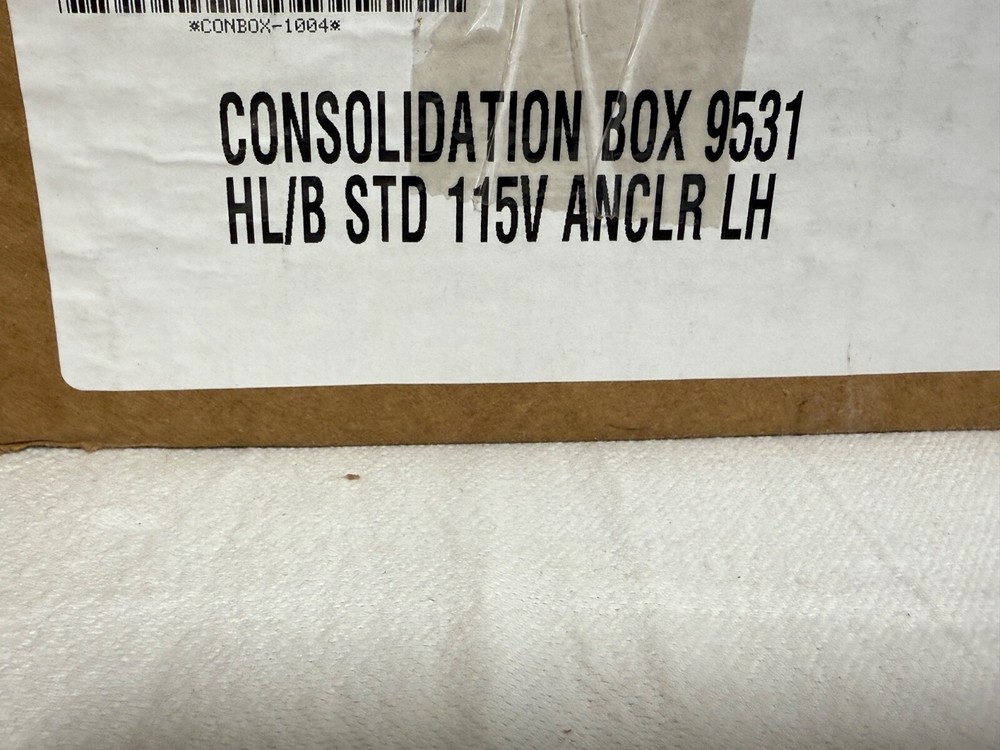 *CONBOX-1004*
CONSOLIDATION BOX 9531
HL/B STD 115V ANCLR LH